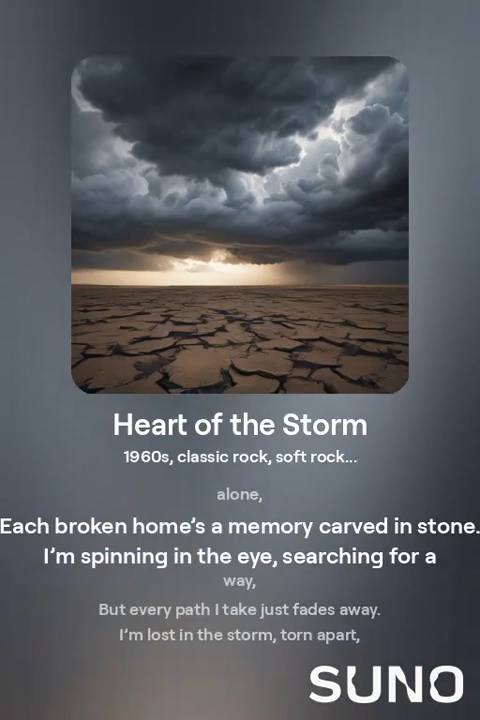 Heart of the Storm
1960s, classic rock, soft rock...
alone,
Each broken home's a memory carved in stone.
I'm spinning in the eye, searching for a
way,
But every path I take just fades away.
I'm lost in the storm, torn apart,
SUNO